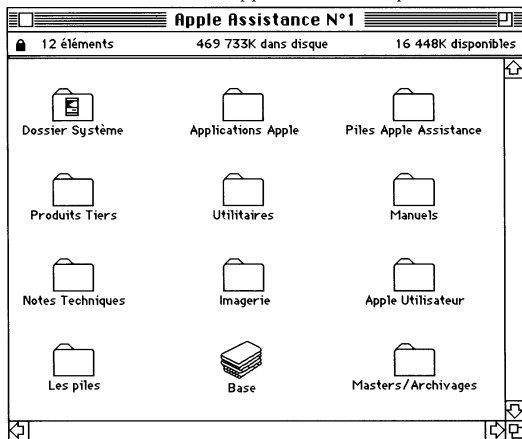 Apple Assistance N°1
12 éléments 469 733K dans disque 16 448K disponibles
Dossier Système Applications Apple Piles Apple Assistance
Produits Tiers Utilitaires Manuels
Notes Techniques Imagerie Apple Utilisateur
Les piles Base Masters/Archivages